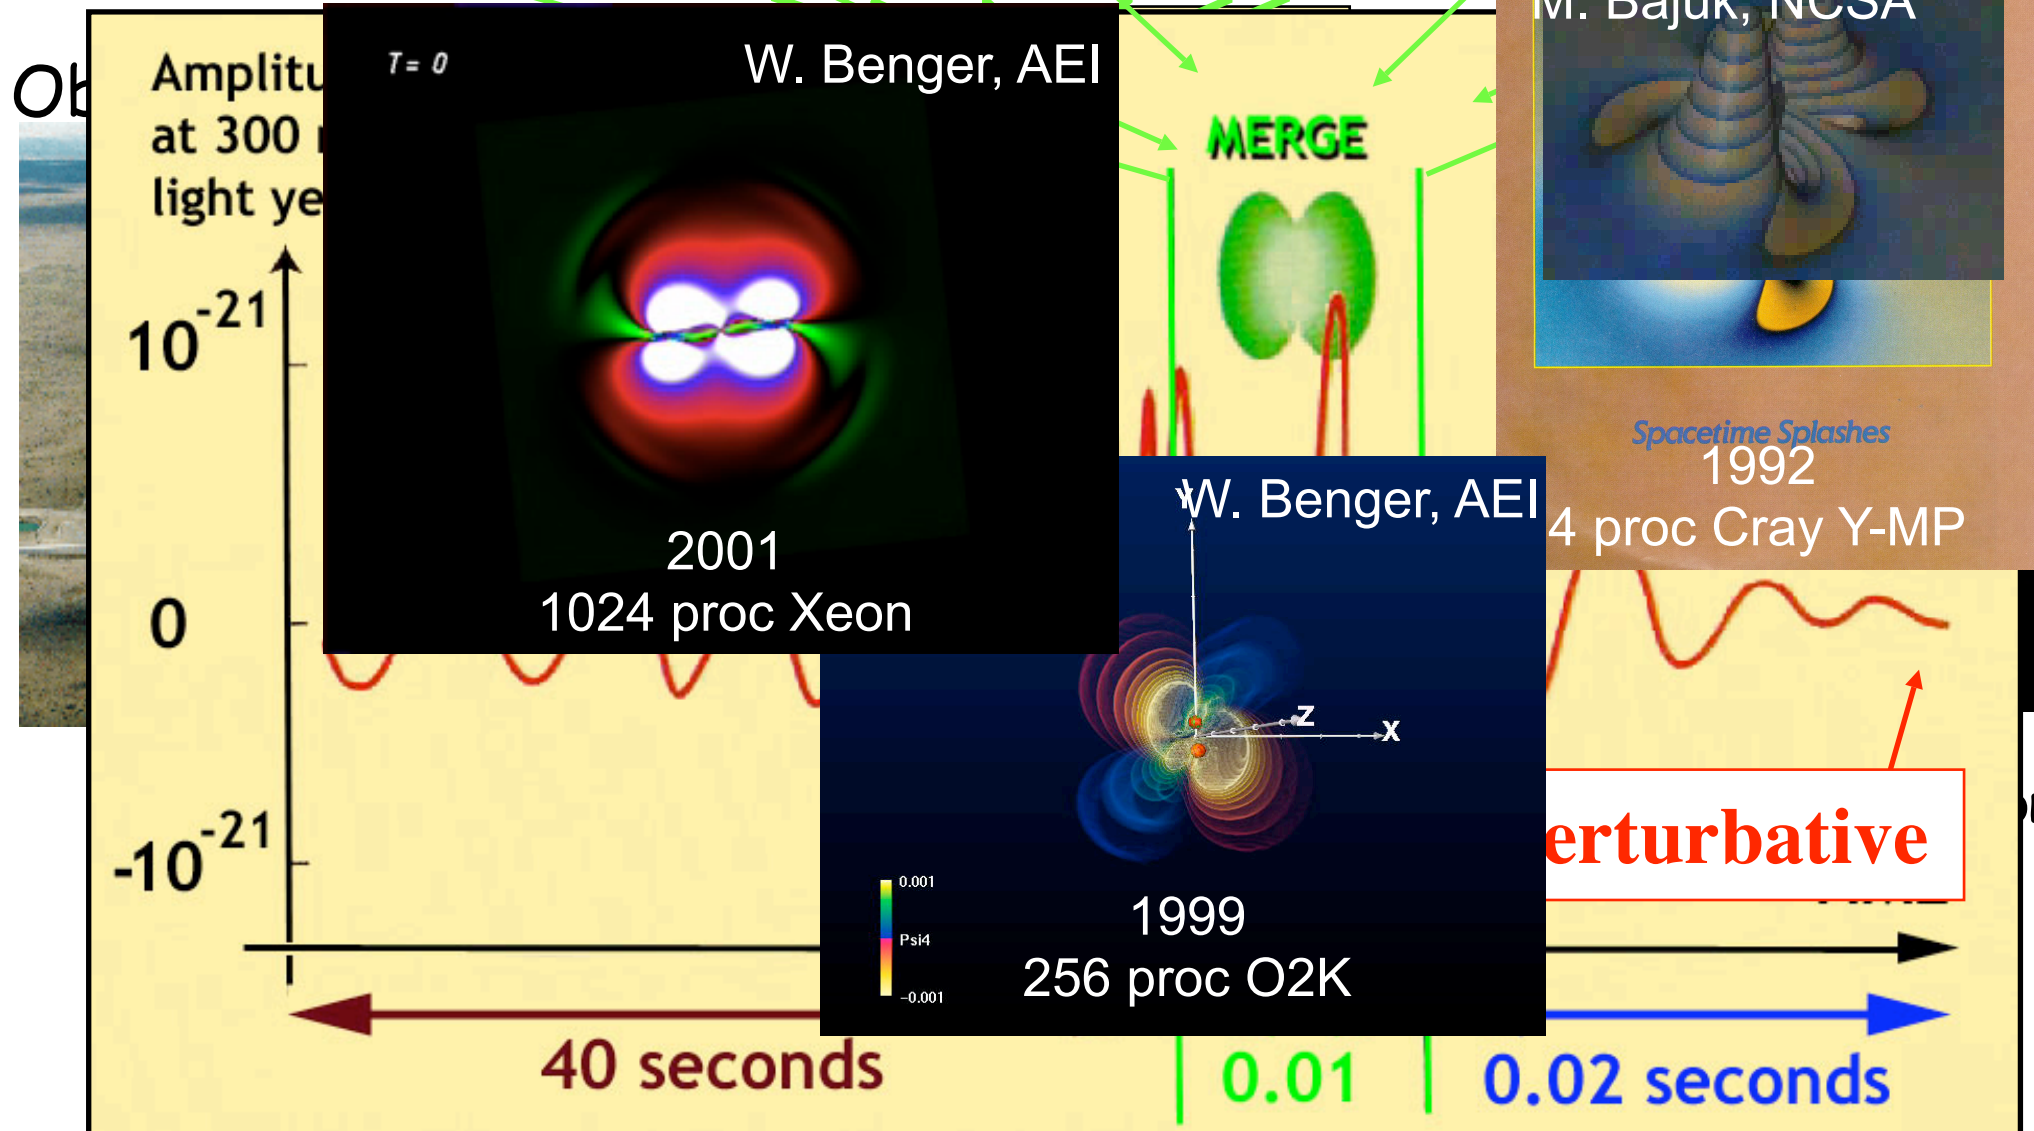 M. Bajuk, NCSA
T= 0
W. Benger, AEI
Amplitu
at 300
light ye
MERGE
10^-21
Spacetime Splashes
1992
4 proc Cray Y-MP
2001
1024 proc Xeon
Y
W. Benger, AEI
0
Z
X
erturbative
-10^-21
0.001
Psi4
-0.001
1999
256 proc O2K
40 seconds
0.01
0.02 seconds